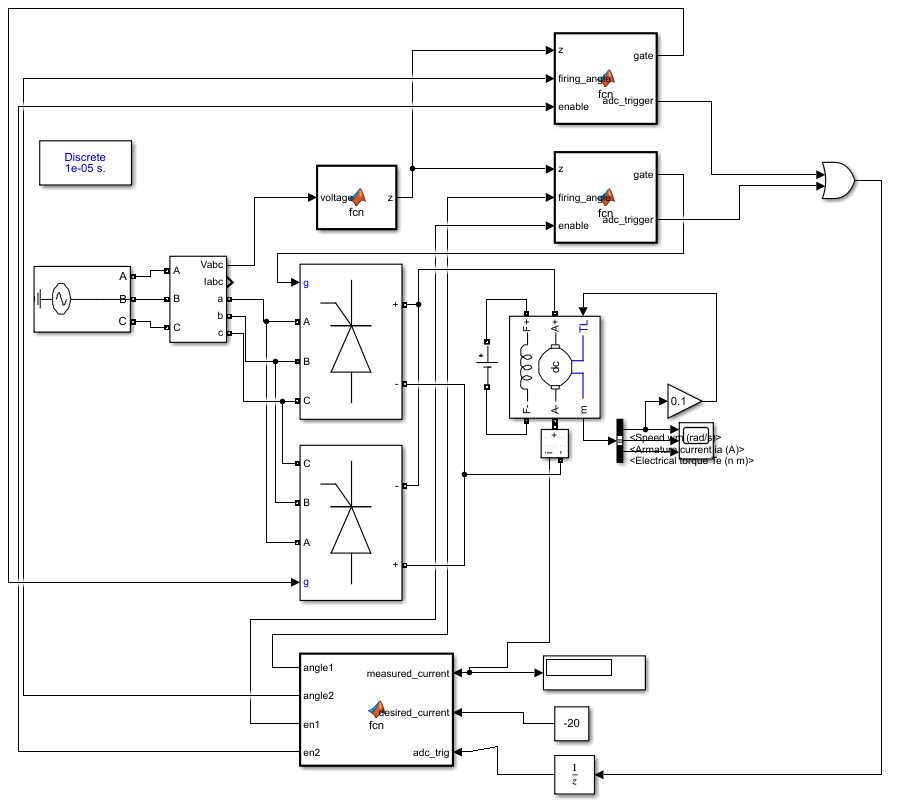 z
firing_angle
enable
fcn
gate
adc_trigger
Discrete
1e-05 s.
voltage
fcn
z
z
firing_angle
enable
fcn
gate
adc_trigger
A
B
C
A
B
C
Vabc
Iabc
a
b
c
g
A
B
C
+
-
C
B
A
g
-
+
+
F+
A+
TL
dc
F-
A-
m
+
i
-
0.1
<Speed wm (rad/s)>
<Armature current ia (A)>
<Electrical torque Te (n m)>
angle1
angle2
en1
en2
fcn
measured_current
desired_current
adc_trig
-20
1
z